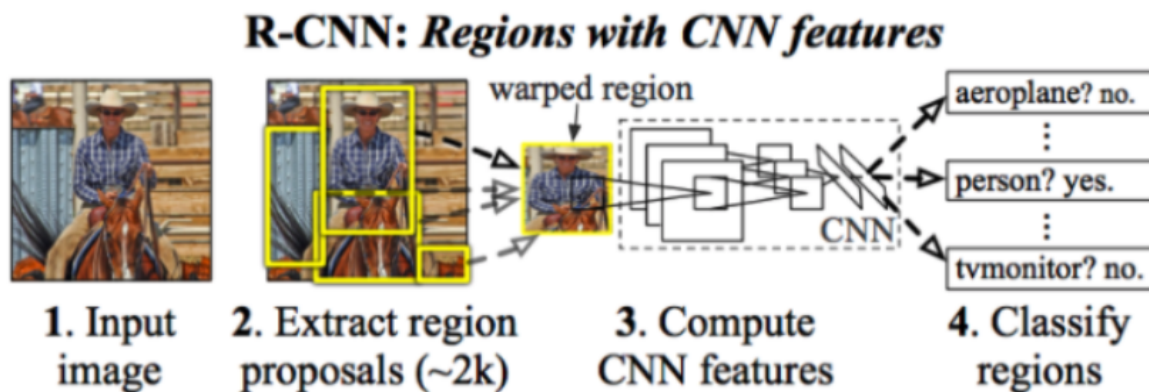 R-CNN: Regions with CNN features
warped region
aeroplane? no.
⋮
person? yes.
⋮
tvmonitor? no.
CNN
1. Input
image
2. Extract region
proposals (~2k)
3. Compute
CNN features
4. Classify
regions